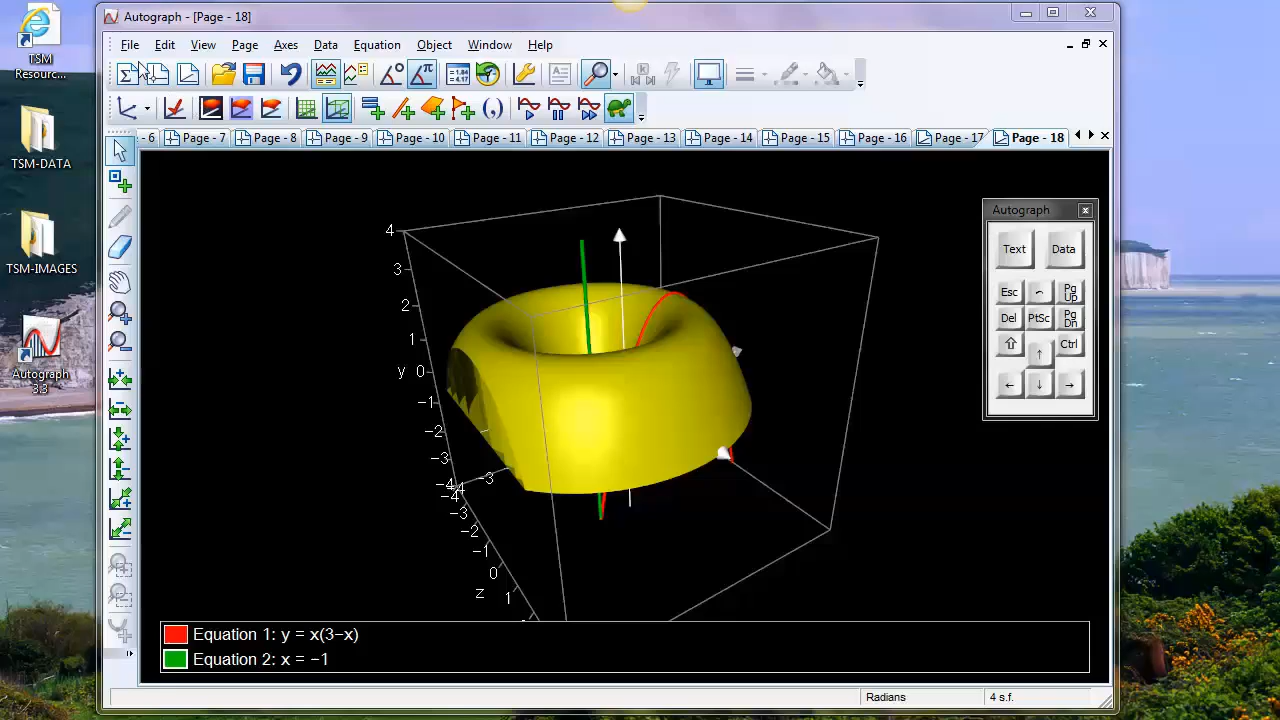 TSM
Resourc...
TSM-DATA
TSM-IMAGES
Autograph
3.3
Autograph - [Page - 18]
File Edit View Page Axes Data Equation Object Window Help
- 6 Page - 7 Page - 8 Page - 9 Page - 10 Page - 11 Page - 12 Page - 13 Page - 14 Page - 15 Page - 16 Page - 17 Page - 18
4
3
2
1
y 0
−1
−2
−3
−4
−3
−4
−3
−2
−1
0
z
1
Autograph
Text Data
Esc Pg Up
Del PtSc Pg Dn
Ctrl
Equation 1: y = x(3−x)
Equation 2: x = −1
Radians 4 s.f.